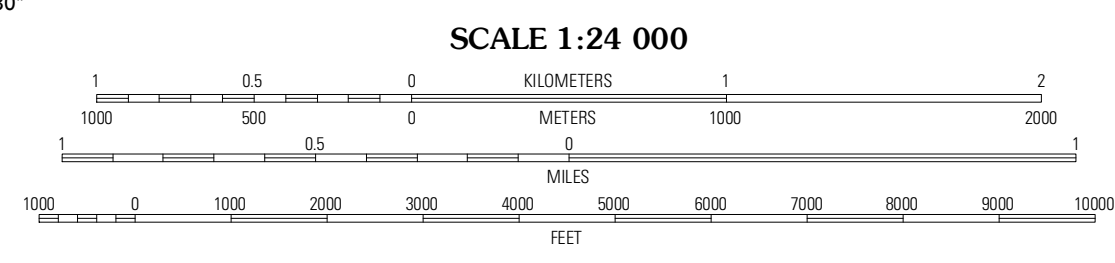 30"
SCALE 1:24 000
1 0.5 0 KILOMETERS 1 2
1000 500 0 METERS 1000 2000
1 0.5 0 1
MILES
1000 0 1000 2000 3000 4000 5000 6000 7000 8000 9000 10000
FEET